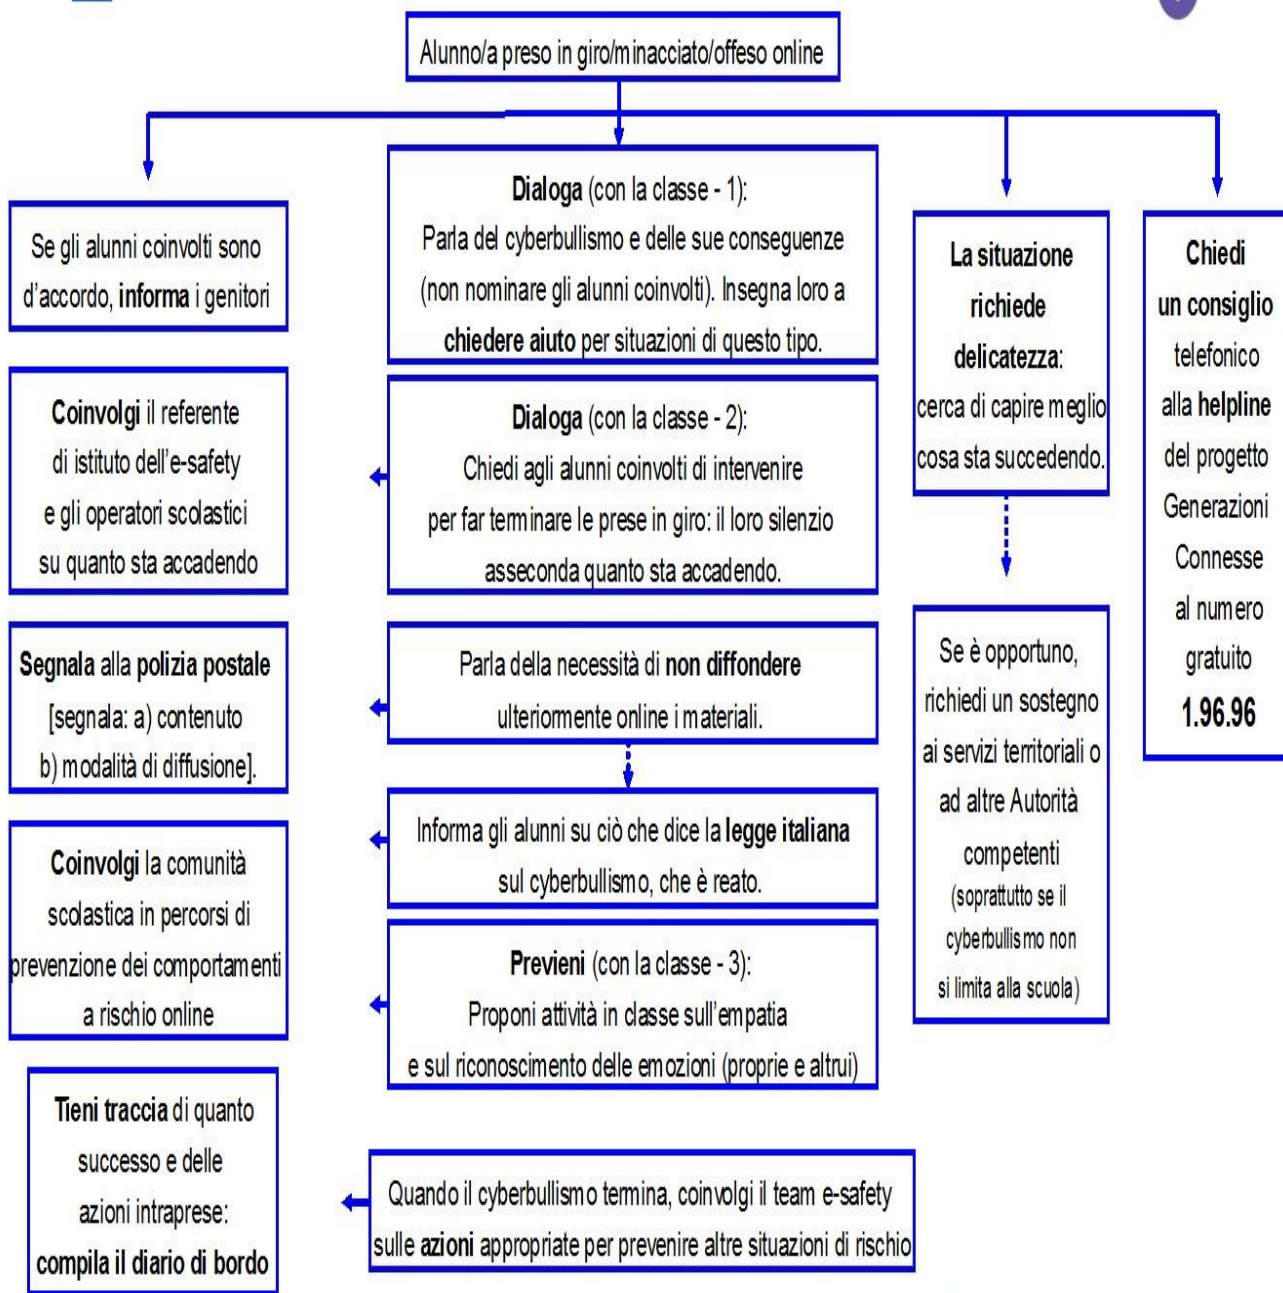 Alunno/a preso in giro/minacciato/offeso online
Se gli alunni coinvolti sono
d'accordo, informa i genitori
Coinvolgi il referente
di istituto dell'e-safety
e gli operatori scolastici
su quanto sta accadendo
Segnala alla polizia postale
[segnala: a) contenuto
b) modalità di diffusione].
Coinvolgi la comunità
scolastica in percorsi di
prevenzione dei comportamenti
a rischio online
Tieni traccia di quanto
successo e delle
azioni intraprese:
compila il diario di bordo
Dialoga (con la classe - 1):
Parla del cyberbullismo e delle sue conseguenze
(non nominare gli alunni coinvolti). Insegna loro a
chiedere aiuto per situazioni di questo tipo.
Dialoga (con la classe - 2):
Chiedi agli alunni coinvolti di intervenire
per far terminare le prese in giro: il loro silenzio
asseconda quanto sta accadendo.
Parla della necessità di non diffondere
ulteriormente online i materiali.
Informa gli alunni su ciò che dice la legge italiana
sul cyberbullismo, che è reato.
Previeni (con la classe - 3):
Proponi attività in classe sull'empatia
e sul riconoscimento delle emozioni (proprie e altrui)
Quando il cyberbullismo termina, coinvolgi il team e-safety
sulle azioni appropriate per prevenire altre situazioni di rischio
La situazione
richiede
delicatezza:
cerca di capire meglio
cosa sta succedendo.
Se è opportuno,
richiedi un sostegno
ai servizi territoriali o
ad altre Autorità
competenti
(soprattutto se il
cyberbullismo non
si limita alla scuola)
Chiedi
un consiglio
telefonico
alla helpline
del progetto
Generazioni
Connesse
al numero
gratuito
1.96.96